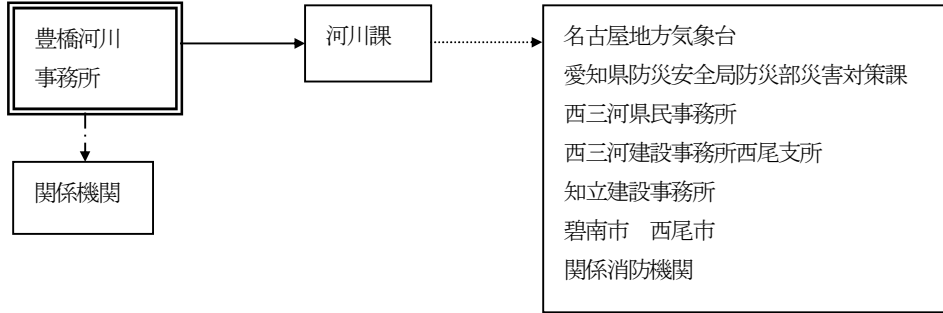 豊橋河川
事務所
河川課
名古屋地方気象台
愛知県防災安全局防災部災害対策課
西三河県民事務所
西三河建設事務所西尾支所
知立建設事務所
碧南市　西尾市
関係消防機関
関係機関